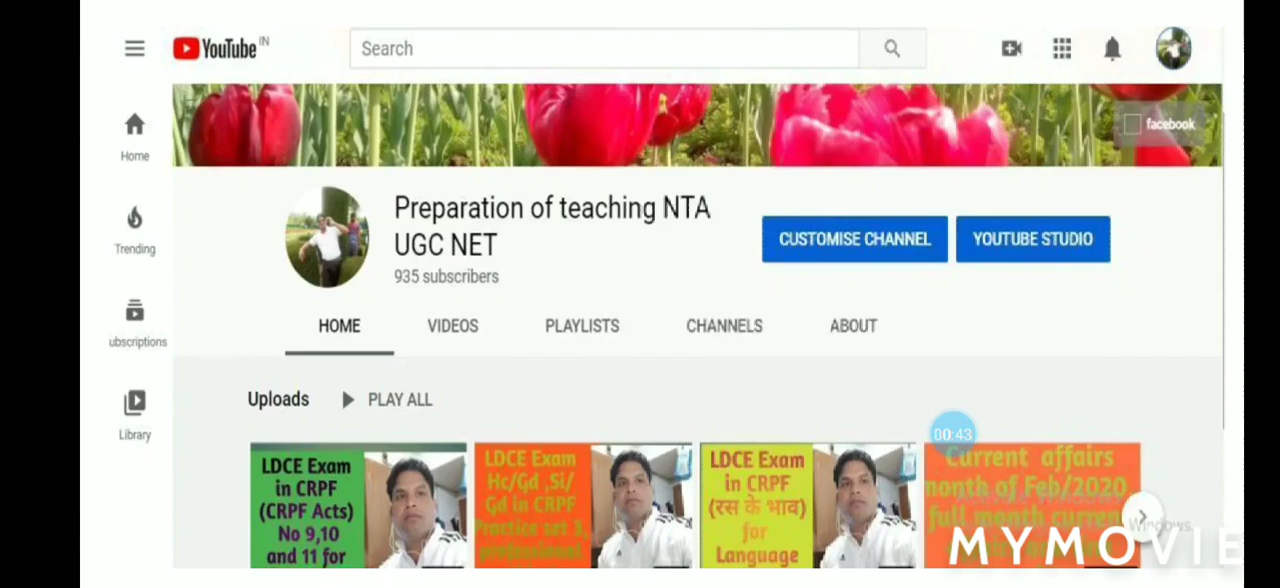 YouTube IN
Search
facebook
Home
Trending
ubscriptions
Library
Preparation of teaching NTA
UGC NET
935 subscribers
CUSTOMISE CHANNEL
YOUTUBE STUDIO
HOME VIDEOS PLAYLISTS CHANNELS ABOUT
Uploads PLAY ALL
LDCE Exam
in CRPF
(CRPF Acts)
No 9,10
and 11 for
LDCE Exam
Hc/Gd ,Si/
Gd in CRPF
Practice set 3,
professional
LDCE Exam
in CRPF
(रस के भाव)
for
Language
00:43
Current affairs
month of Feb/2020
full month current
Windows.
MYMOVIE